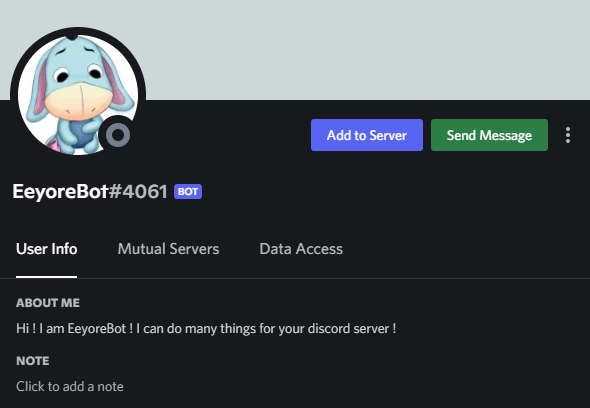 Add to Server
Send Message
EeyoreBot#4061 BOT
User Info
Mutual Servers
Data Access
ABOUT ME
Hi ! I am EeyoreBot ! I can do many things for your discord server !
NOTE
Click to add a note